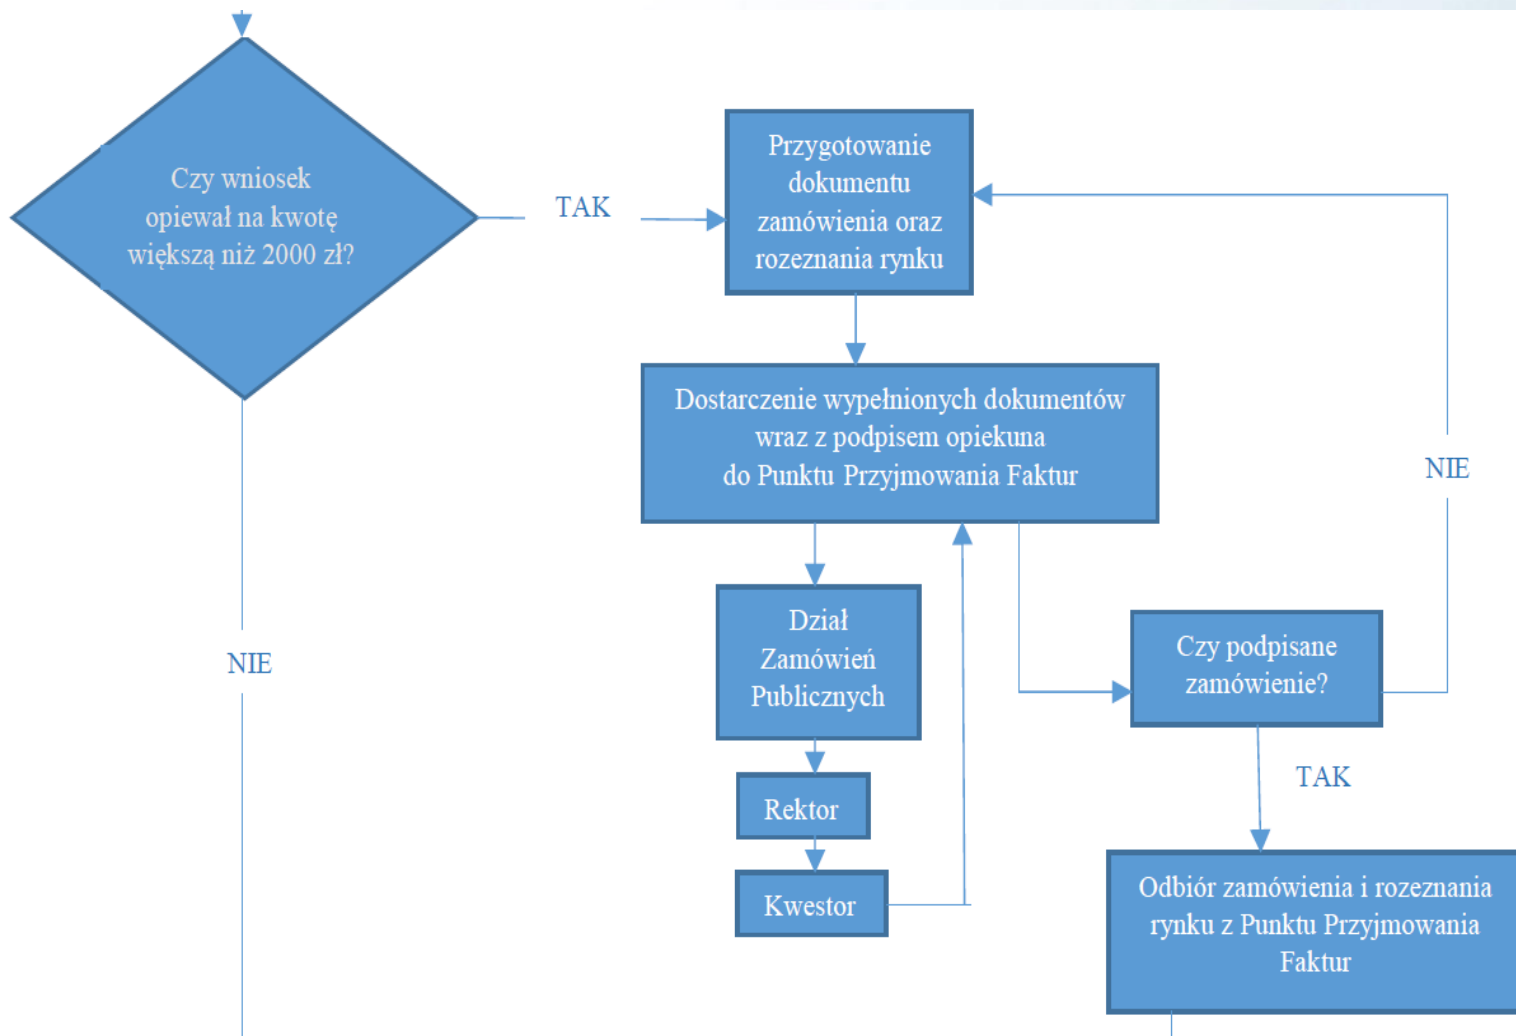 Czy wniosek
opiewał na kwotę
większą niż 2000 zł?
TAK
Przygotowanie
dokumentu
zamówienia oraz
rozeznania rynku
Dostarczenie wypełnionych dokumentów
wraz z podpisem opiekuna
do Punktu Przyjmowania Faktur
NIE
Dział
Zamówień
Publicznych
Czy podpisane
zamówienie?
NIE
TAK
Rektor
Kwestor
Odbiór zamówienia i rozeznania
rynku z Punktu Przyjmowania
Faktur